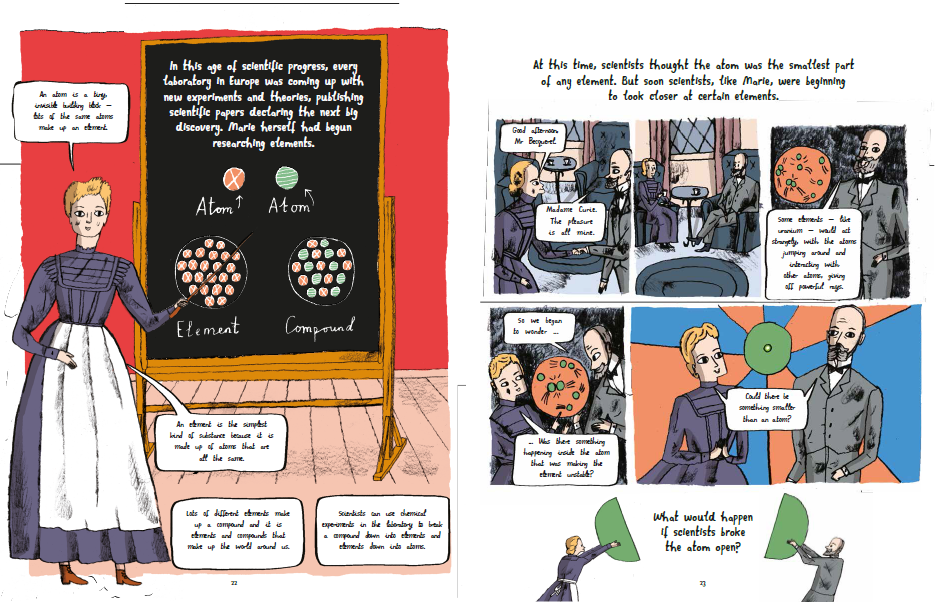 In this age of scientific progress, every
laboratory in Europe was coming up with
new experiments and theories, publishing
scientific papers declaring the next big
discovery. Marie herself had begun
researching elements.
An atom is a tiny,
invisible building block –
lots of the same atoms
make up an element.
Atom
Atom
Element
Compound
An element is the simplest
kind of substance because it is
made up of atoms that are
all the same.
Lots of different elements make
up a compound and it is
elements and compounds that
make up the world around us.
Scientists can use chemical
experiments in the laboratory to break
a compound down into elements and
elements down into atoms.
22
At this time, scientists thought the atom was the smallest part
of any element. But soon scientists, like Marie, were beginning
to look closer at certain elements.
Good afternoon,
Mr Becquerel.
Madame Curie.
The pleasure
is all mine.
Some elements – like
uranium – would act
strangely, with the atoms
jumping around and
interacting with
other atoms, giving
off powerful rays.
So we began
to wonder ...
... Was there something
happening inside the atom
that was making the
element unstable?
Could there be
something smaller
than an atom?
What would happen
if scientists broke
the atom open?
23